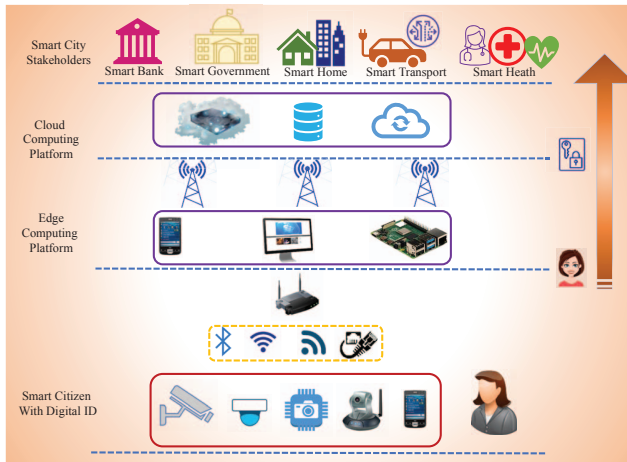 Smart City
Stakeholders
Smart Bank
Smart Government
Smart Home
Smart Transport
Smart Heath
Cloud
Computing
Platform
Edge
Computing
Platform
Smart Citizen
With Digital ID